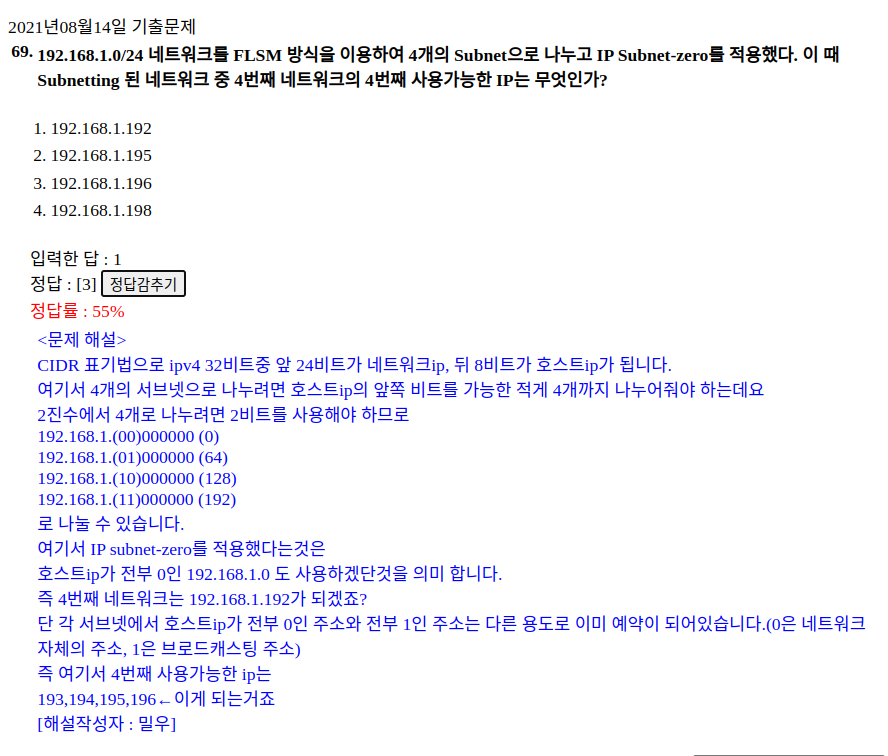 2021년08월14일 기출문제
69. 192.168.1.0/24 네트워크를 FLSM 방식을 이용하여 4개의 Subnet으로 나누고 IP Subnet-zero를 적용했다. 이 때
Subnetting 된 네트워크 중 4번째 네트워크의 4번째 사용가능한 IP는 무엇인가?
1. 192.168.1.192
2. 192.168.1.195
3. 192.168.1.196
4. 192.168.1.198
입력한 답 : 1
정답 : [3] 정답감추기
정답률 : 55%
<문제 해설>
CIDR 표기법으로 ipv4 32비트중 앞 24비트가 네트워크ip, 뒤 8비트가 호스트ip가 됩니다.
여기서 4개의 서브넷으로 나누려면 호스트ip의 앞쪽 비트를 가능한 적게 4개까지 나누어줘야 하는데요
2진수에서 4개로 나누려면 2비트를 사용해야 하므로
192.168.1.(00)000000 (0)
192.168.1.(01)000000 (64)
192.168.1.(10)000000 (128)
192.168.1.(11)000000 (192)
로 나눌 수 있습니다.
여기서 IP subnet-zero를 적용했다는것은
호스트ip가 전부 0인 192.168.1.0 도 사용하겠단것을 의미 합니다.
즉 4번째 네트워크는 192.168.1.192가 되겠죠?
단 각 서브넷에서 호스트ip가 전부 0인 주소와 전부 1인 주소는 다른 용도로 이미 예약이 되어있습니다.(0은 네트워크
자체의 주소, 1은 브로드캐스팅 주소)
즉 여기서 4번째 사용가능한 ip는
193,194,195,196←이게 되는거죠
[해설작성자 : 밀우]